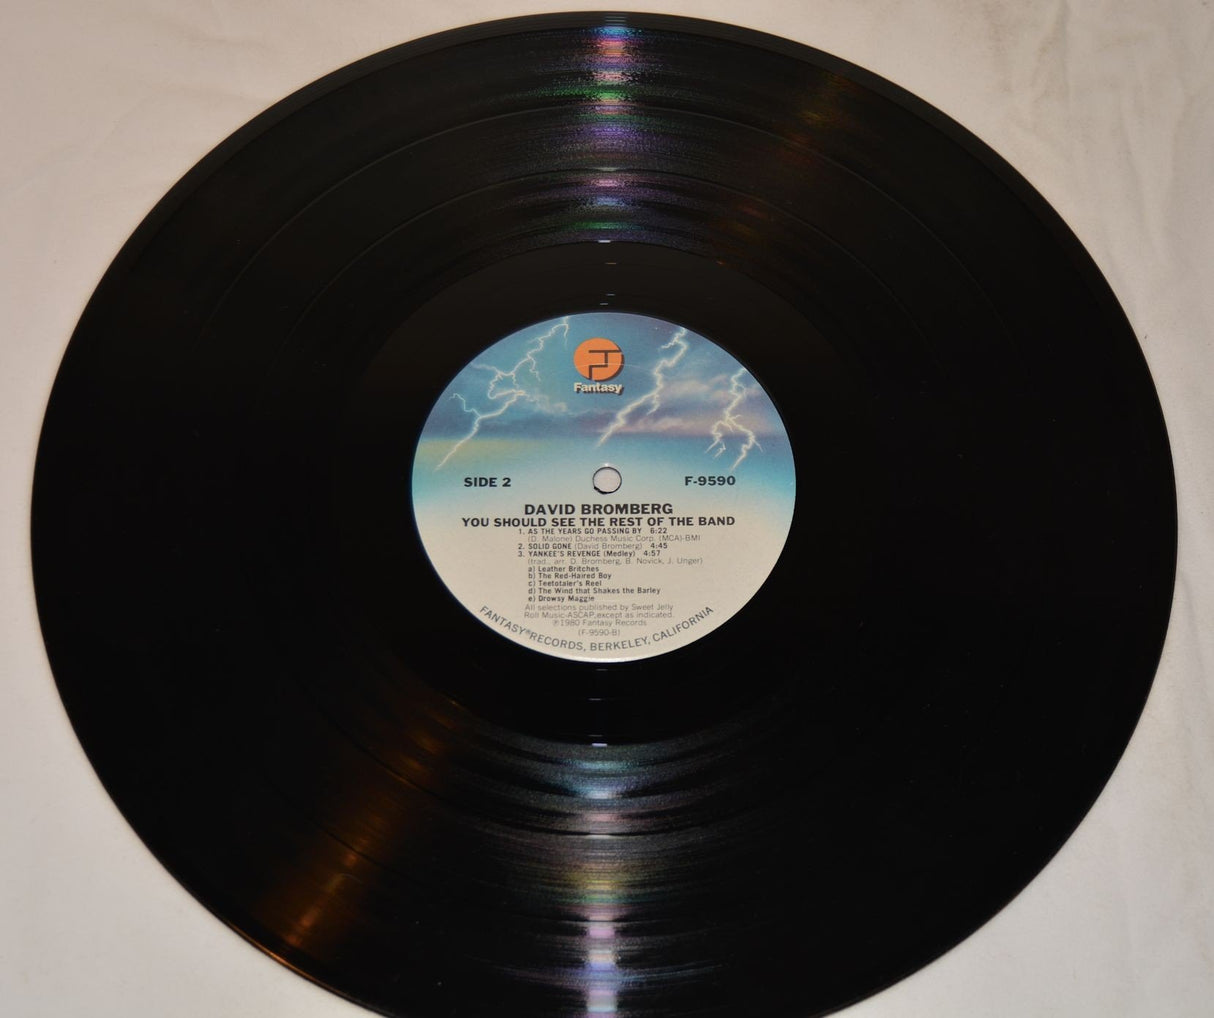 Fantasy
SIDE 2
F-9590
DAVID BROMBERG
YOU SHOULD SEE THE REST OF THE BAND
1. AS THE YEARS GO PASSING BY 6:22
(D. Malone) Duchess Music Corp. (MCA)-BMI
2. SOLID GONE (David Bromberg) 4:45
3. YANKEE'S REVENGE (Medley) 4:57
(trad., arr. D. Bromberg, B. Novick, J. Unger)
a) Leather Britches
b) The Red-Haired Boy
c) Teetotaler's Reel
d) The Wind that Shakes the Barley
e) Drowsy Maggie
All selections published by Sweet Jelly
Roll Music-ASCAP, except as indicated.
℗1980 Fantasy Records
(F-9590-B)
FANTASY® RECORDS, BERKELEY, CALIFORNIA